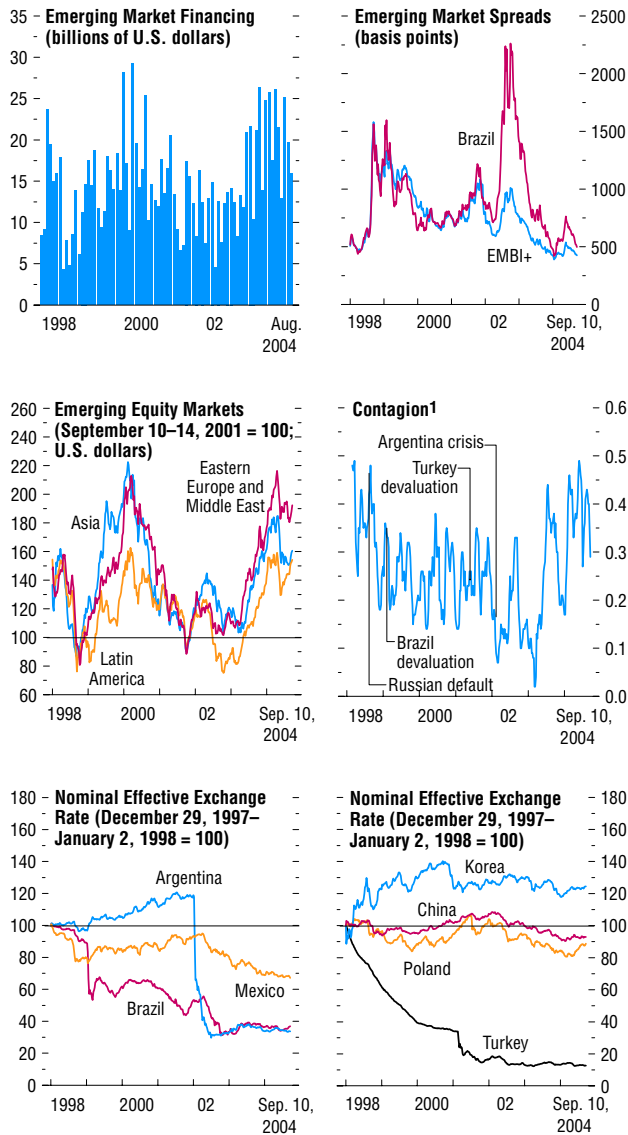 Emerging Market Financing
(billions of U.S. dollars)
35
30
25
20
15
10
5
0
1998
2000
02
Aug.
2004
Emerging Market Spreads
(basis points)
2500
2250
2000
1500
1000
500
0
Brazil
EMBI+
1998
2000
02
Sep. 10,
2004
Emerging Equity Markets
(September 10–14, 2001 = 100;
U.S. dollars)
260
240
220
200
180
160
140
120
100
80
60
Eastern
Europe and
Middle East
Asia
Latin
America
1998
2000
02
Sep. 10,
2004
Contagion1
0.6
0.5
0.4
0.3
0.2
0.1
0.0
Argentina crisis
Turkey
devaluation
Brazil
devaluation
Russian default
1998
2000
02
Sep. 10,
2004
Nominal Effective Exchange
Rate (December 29, 1997–
January 2, 1998 = 100)
180
160
140
120
100
80
60
40
20
0
Argentina
Mexico
Brazil
1998
2000
02
Sep. 10,
2004
Nominal Effective Exchange
Rate (December 29, 1997–
January 2, 1998 = 100)
180
160
140
120
100
80
60
40
20
0
Korea
China
Poland
Turkey
1998
2000
02
Sep. 10,
2004